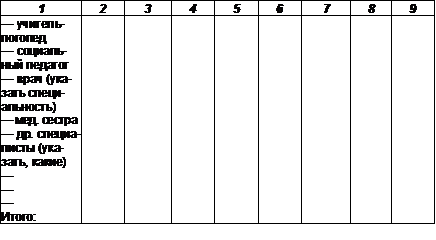 1 2 3 4 5 6 7 8 9
— учитель-
логопед
— социаль-
ный педагог
— врач (ука-
зать специ-
альность)
—мед. сестра
— др. специа-
листы (ука-
зать, какие)
—
—
—
Итого: